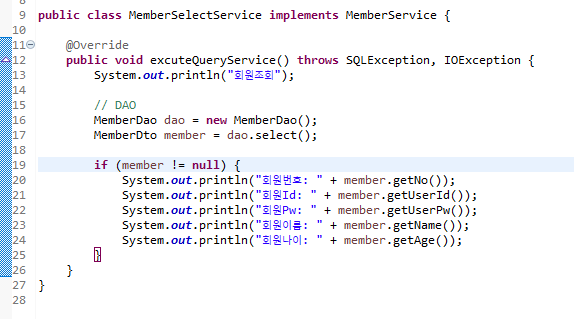 9 public class MemberSelectService implements MemberService {
10
11 @Override
12 public void excuteQueryService() throws SQLException, IOException {
13 System.out.println("회원조회");
14
15 // DAO
16 MemberDao dao = new MemberDao();
17 MemberDto member = dao.select();
18
19 if (member != null) {
20 System.out.println("회원번호: " + member.getNo());
21 System.out.println("회원Id: " + member.getUserId());
22 System.out.println("회원Pw: " + member.getUserPw());
23 System.out.println("회원이름: " + member.getName());
24 System.out.println("회원나이: " + member.getAge());
25 }
26 }
27 }
28